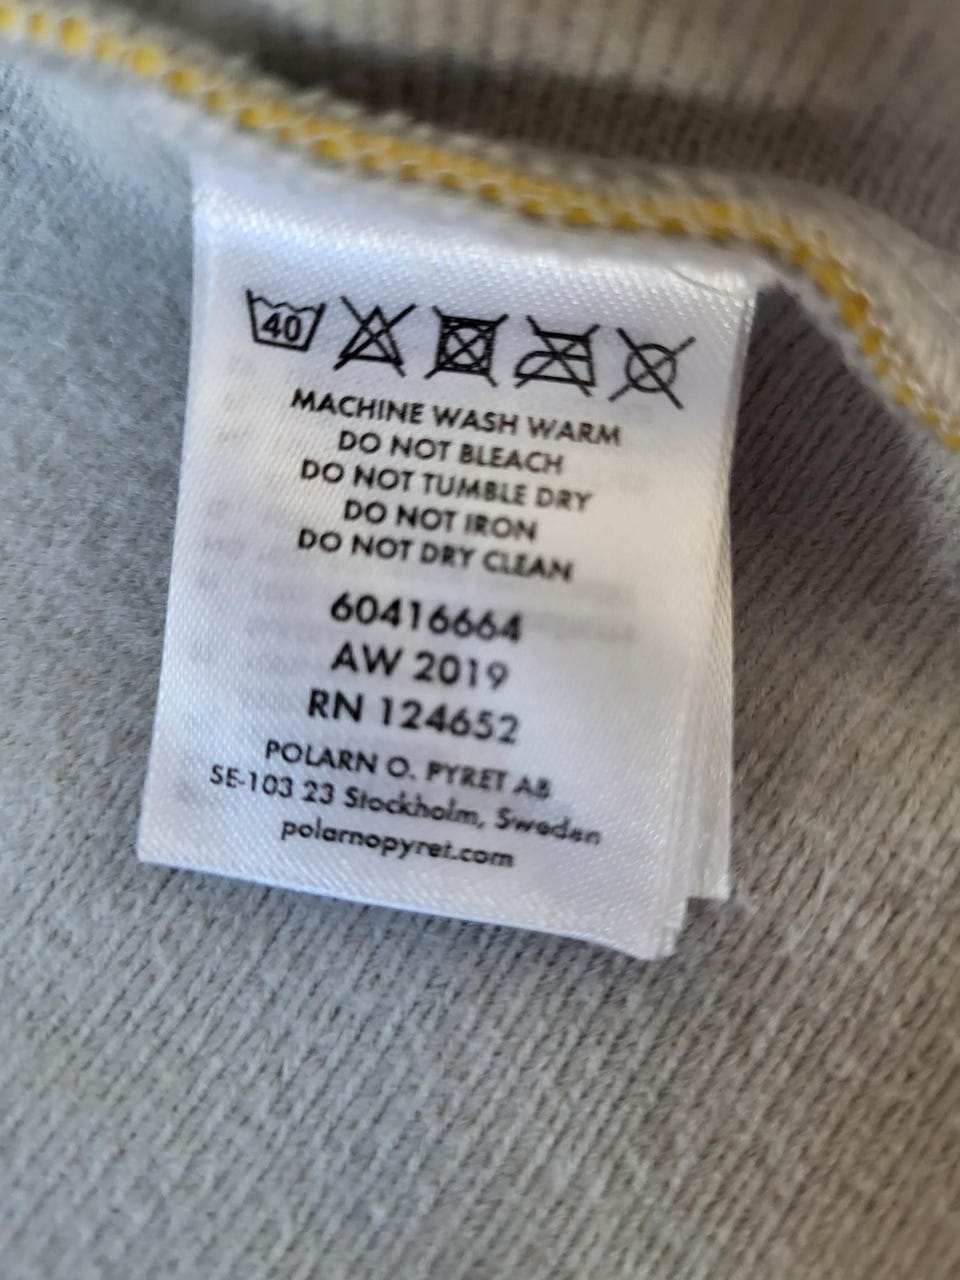 40
MACHINE WASH WARM
DO NOT BLEACH
DO NOT TUMBLE DRY
DO NOT IRON
DO NOT DRY CLEAN
60416664
AW 2019
RN 124652
POLARN O. PYRET AB
SE-103 23 Stockholm, Sweden
polarnopyret.com